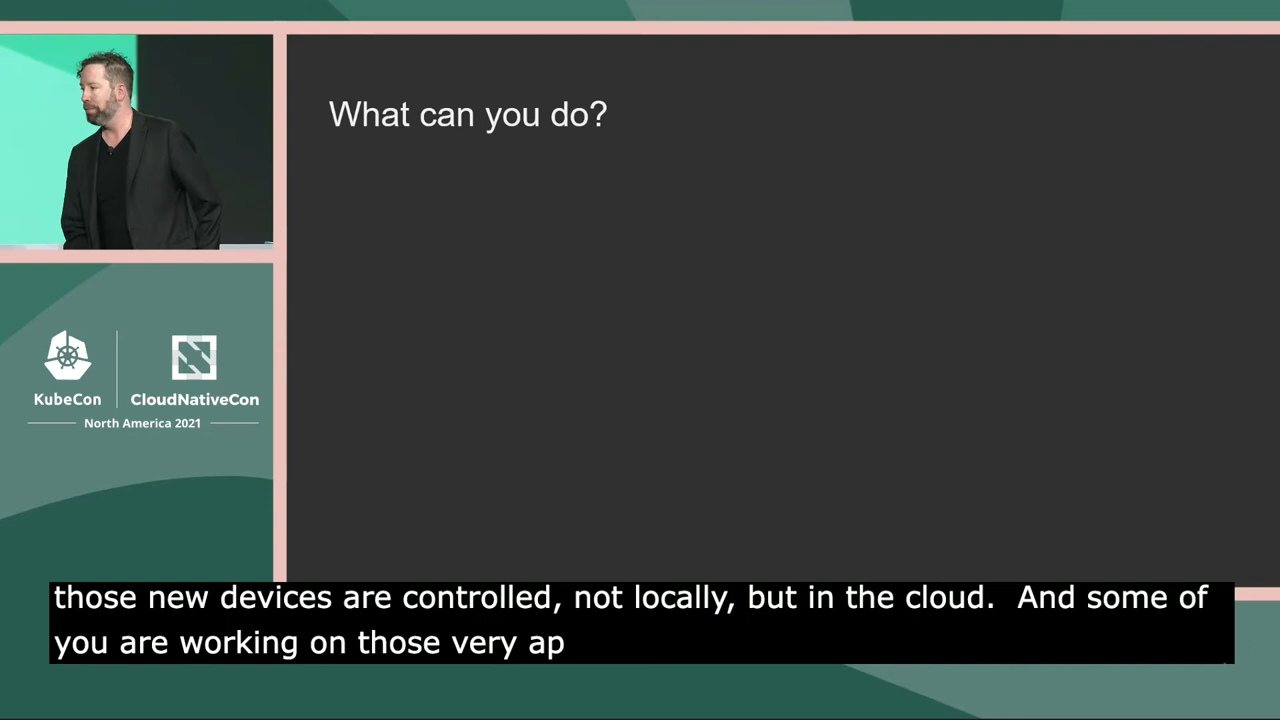 What can you do?
KubeCon
CloudNativeCon
North America 2021
those new devices are controlled, not locally, but in the cloud.  And some of
you are working on those very ap